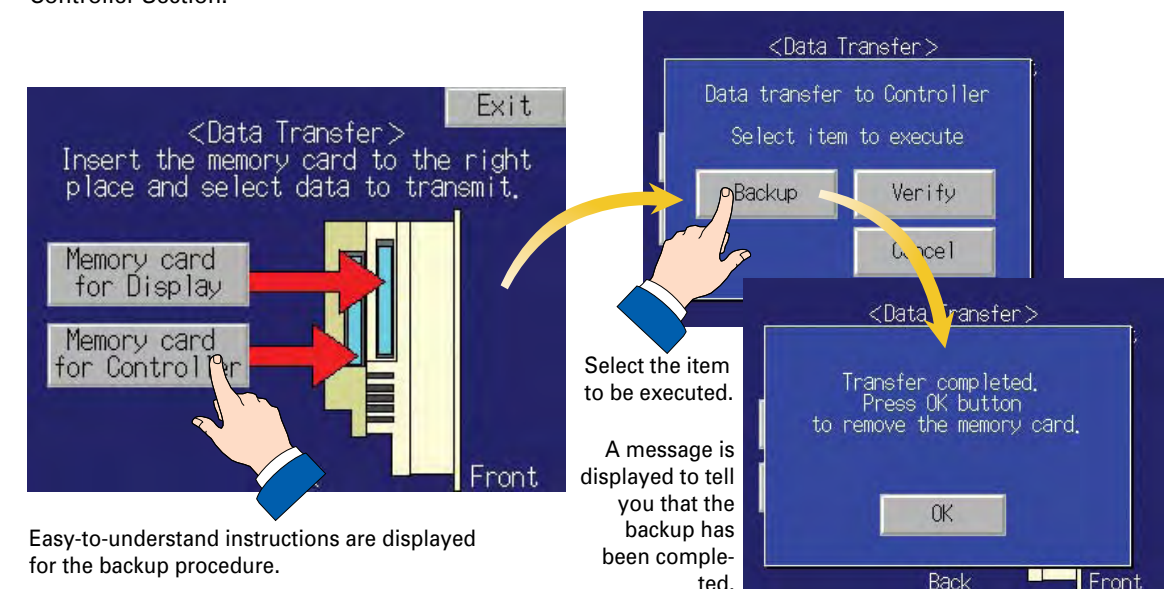 Controller Section.
Exit
<Data Transfer>
Insert the memory card to the right
place and select data to transmit.
Memory card
for Display
Memory card
for Controller
Front
Easy-to-understand instructions are displayed
for the backup procedure.
<Data Transfer>
Data transfer to Controller
Select item to execute
Backup
Verify
Cancel
Select the item
to be executed.
A message is
displayed to tell
you that the
backup has
been comple-
ted.
<Data Transfer>
Transfer completed.
Press OK button
to remove the memory card.
OK
Back
Front